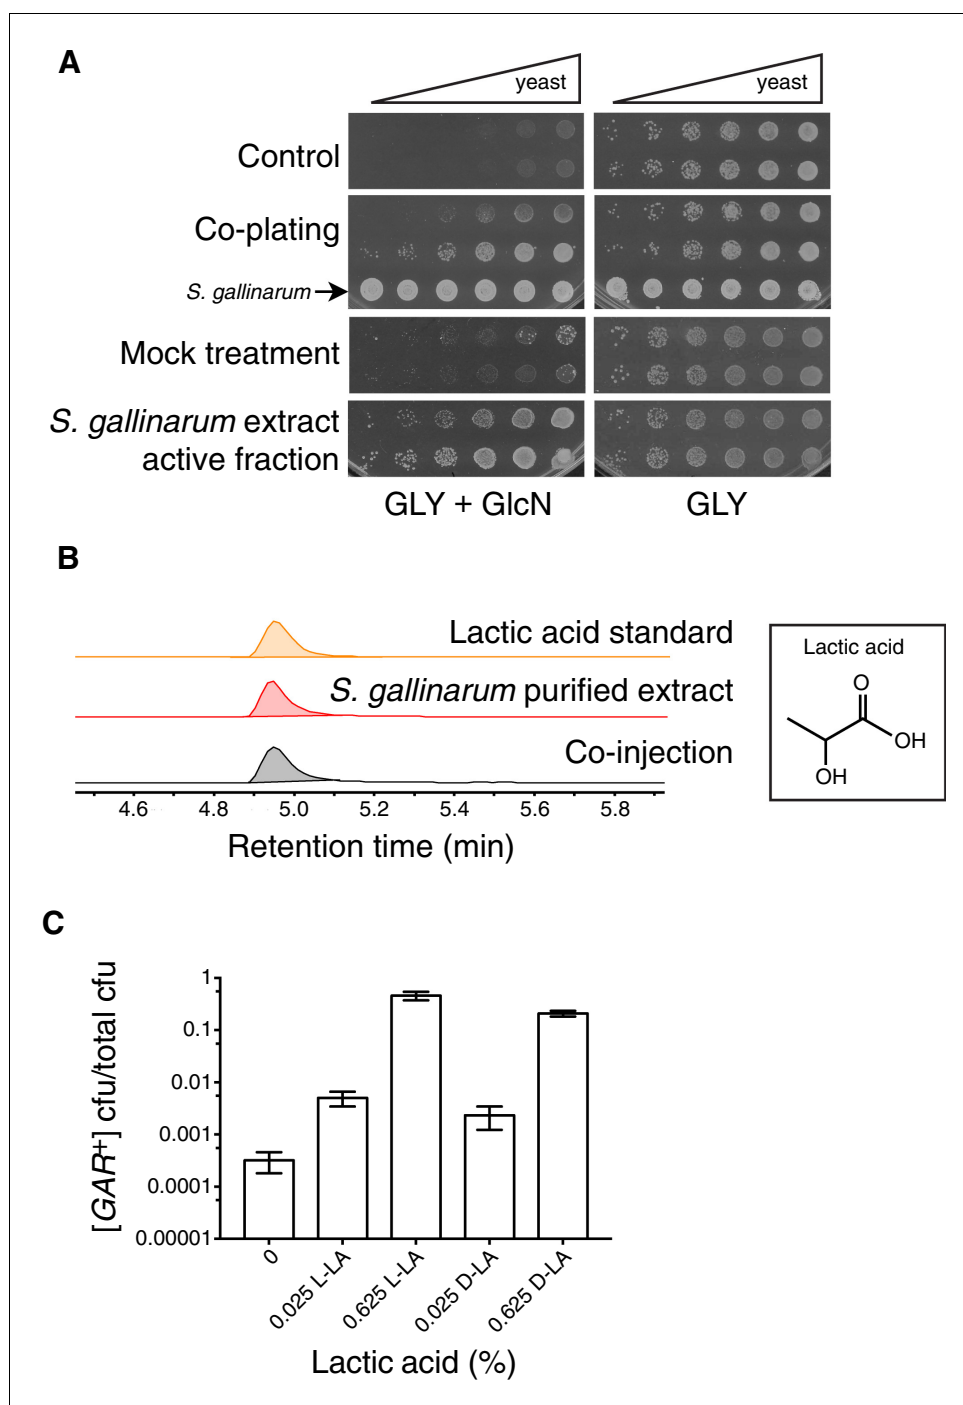 A
yeast
yeast
Control
Co-plating
S. gallinarum
Mock treatment
S. gallinarum extract
active fraction
GLY + GlcN
GLY
B
Lactic acid standard
S. gallinarum purified extract
Co-injection
4.6 4.8 5.0 5.2 5.4 5.6 5.8
Retention time (min)
Lactic acid
O
OH
OH
C
[GAR+] cfu/total cfu
1
0.1
0.01
0.001
0.0001
0.00001
0
0.025 L-LA
0.625 L-LA
0.025 D-LA
0.625 D-LA
Lactic acid (%)